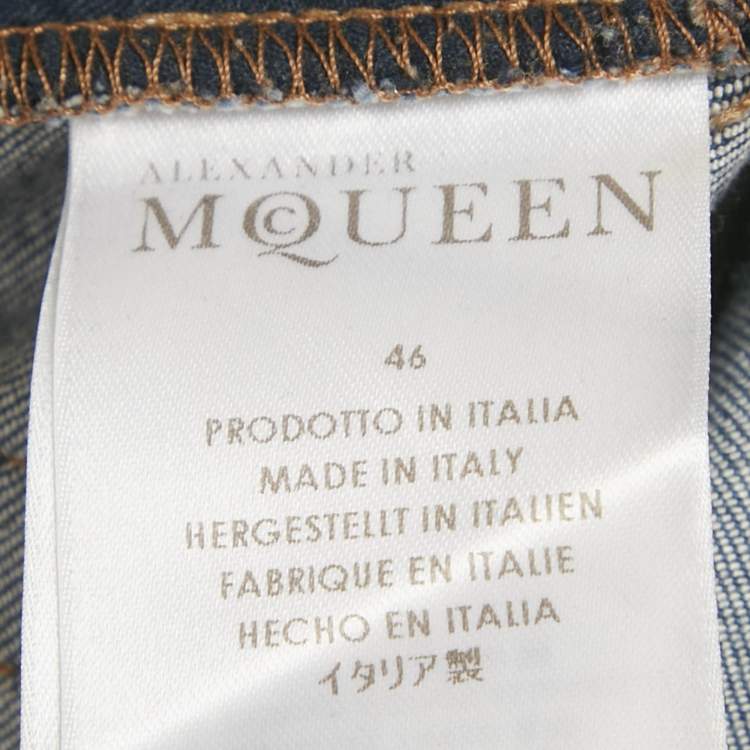 ALEXANDER
MCQUEEN
46
PRODOTTO IN ITALIA
MADE IN ITALY
HERGESTELLT IN ITALIEN
FABRIQUE EN ITALIE
HECHO EN ITALIA
イタリア製